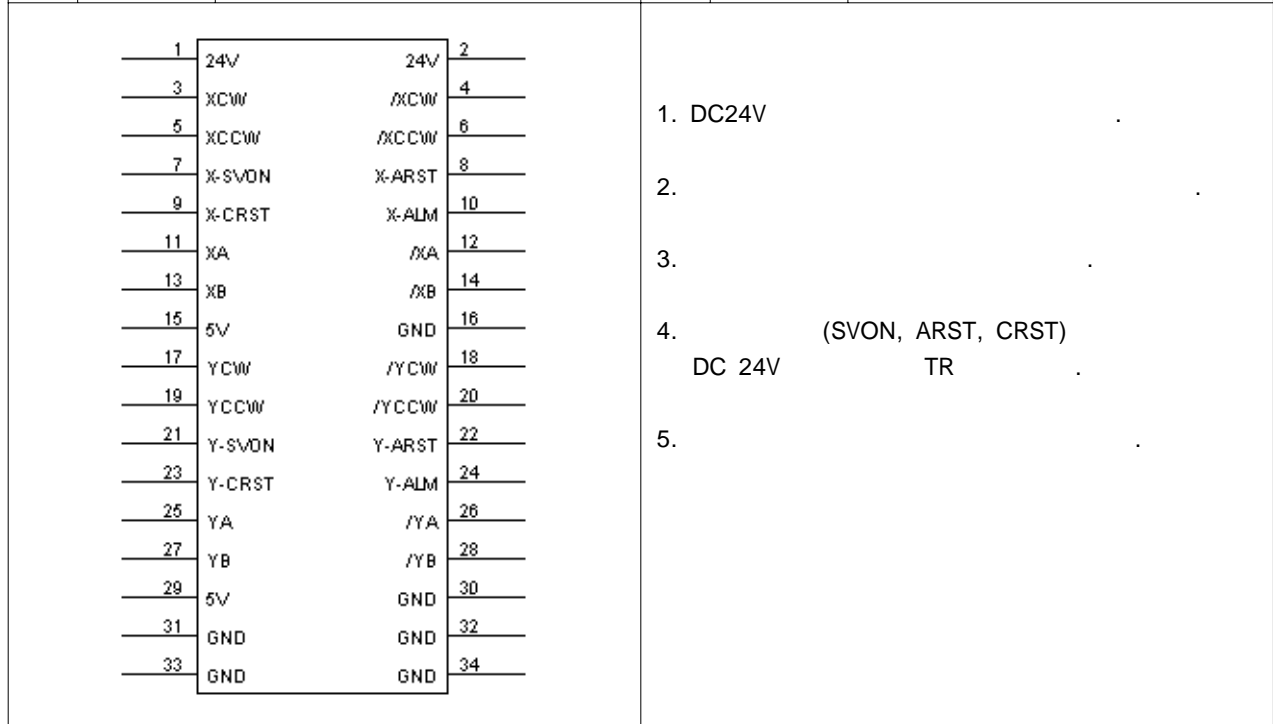 1 24V 24V 2
3 XCW /XCW 4
5 XCCW /XCCW 6
7 X-SVON X-ARST 8
9 X-CRST X-ALM 10
11 XA /XA 12
13 XB /XB 14
15 5V GND 16
17 YCW /YCW 18
19 YCCW /YCCW 20
21 Y-SVON Y-ARST 22
23 Y-CRST Y-ALM 24
25 YA /YA 26
27 YB /YB 28
29 5V GND 30
31 GND GND 32
33 GND GND 34
1. DC24V .
2. .
3. .
4. (SVON, ARST, CRST)
DC 24V TR .
5. .